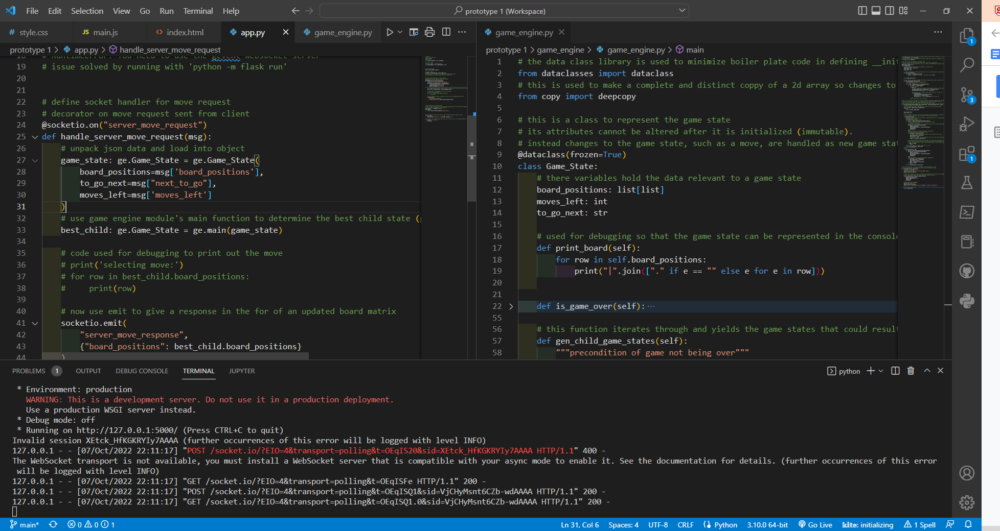 File Edit Selection View Go Run Terminal Help
prototype 1 (Workspace)
# style.css
JS main.js
<> index.html
app.py
game_engine.py
game_engine.py
prototype 1 > app.py > handle_server_move_request
18 # RuntimeError: You need to use the gevent websocket server
19 # issue solved by running with 'python -m flask run'
20
21
22 # define socket handler for move request
23 # decorator on move request sent from client
24 @socketio.on("server_move_request")
25 def handle_server_move_request(msg):
26 # unpack json data and load into object
27 game_state: ge.Game_State = ge.Game_State(
28 board_positions=msg['board_positions'],
29 to_go_next=msg["next_to_go"],
30 moves_left=msg['moves_left']
31 )
32 # use game engine module's main function to determine the best child state (
33 best_child: ge.Game_State = ge.main(game_state)
34
35 # code used for debugging to print out the move
36 # print('selecting move:')
37 # for row in best_child.board_positions:
38 #     print(row)
39
40 # now use emit to give a response in the for of an updated board matrix
41 socketio.emit(
42 "server_move_response",
43 {"board_positions": best_child.board_positions}
44 )
prototype 1 > game_engine > game_engine.py > main
1 # the data class library is used to minimize boiler plate code in defining __init
2 from dataclasses import dataclass
3 # this is used to make a complete and distinct coppy of a 2d array so changes to
4 from copy import deepcopy
5
6 # this is a class to represent the game state
7 # its attributes cannot be altered after it is initialized (immutable).
8 # instead changes to the game state, such as a move, are handled as new game stat
9 @dataclass(frozen=True)
10 class Game_State:
11 # there variables hold the data relevant to a game state
12 board_positions: list[list]
13 moves_left: int
14 to_go_next: str
15
16 # used for debugging so that the game state can be represented in the console
17 def print_board(self):
18 for row in self.board_positions:
19 print("|".join(["." if e == "" else e for e in row]))
20
21
22 def is_game_over(self): ...
55
56 # this function iterates through and yields the game states that could result
57 def gen_child_game_states(self):
58 """precondition of game not being over"""
PROBLEMS 1 OUTPUT DEBUG CONSOLE TERMINAL JUPYTER
python
* Environment: production
WARNING: This is a development server. Do not use it in a production deployment.
Use a production WSGI server instead.
* Debug mode: off
* Running on http://127.0.0.1:5000/ (Press CTRL+C to quit)
Invalid session XEtck_HfKGKRYIy7AAAA (further occurrences of this error will be logged with level INFO)
127.0.0.1 - - [07/Oct/2022 22:11:17] "POST /socket.io/?EIO=4&transport=polling&t=OEqIS20&sid=XEtck_HfKGKRYIy7AAAA HTTP/1.1" 400 -
The WebSocket transport is not available, you must install a WebSocket server that is compatible with your async mode to enable it. See the documentation for details. (further occurrences of this error
will be logged with level INFO)
127.0.0.1 - - [07/Oct/2022 22:11:17] "GET /socket.io/?EIO=4&transport=polling&t=OEqISFe HTTP/1.1" 200 -
127.0.0.1 - - [07/Oct/2022 22:11:17] "POST /socket.io/?EIO=4&transport=polling&t=OEqISQ1&sid=VjCHyMsnt6CZb-wdAAAA HTTP/1.1" 200 -
127.0.0.1 - - [07/Oct/2022 22:11:17] "GET /socket.io/?EIO=4&transport=polling&t=OEqISQ1.0&sid=VjCHyMsnt6CZb-wdAAAA HTTP/1.1" 200 -
1
3
1
main* 0 0 1 Ln 31, Col 6 Spaces: 4 UTF-8 CRLF Python 3.10.0 64-bit Go Live kite: initializing 1 Spell